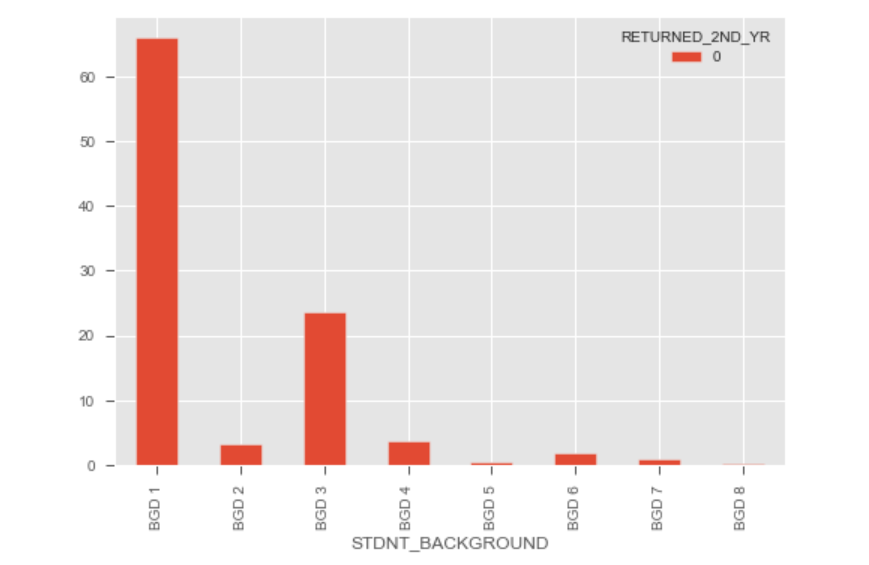 RETURNED_2ND_YR
0
60
50
40
30
20
10
0
BGD 1
BGD 2
BGD 3
BGD 4
BGD 5
BGD 6
BGD 7
BGD 8
STDNT_BACKGROUND